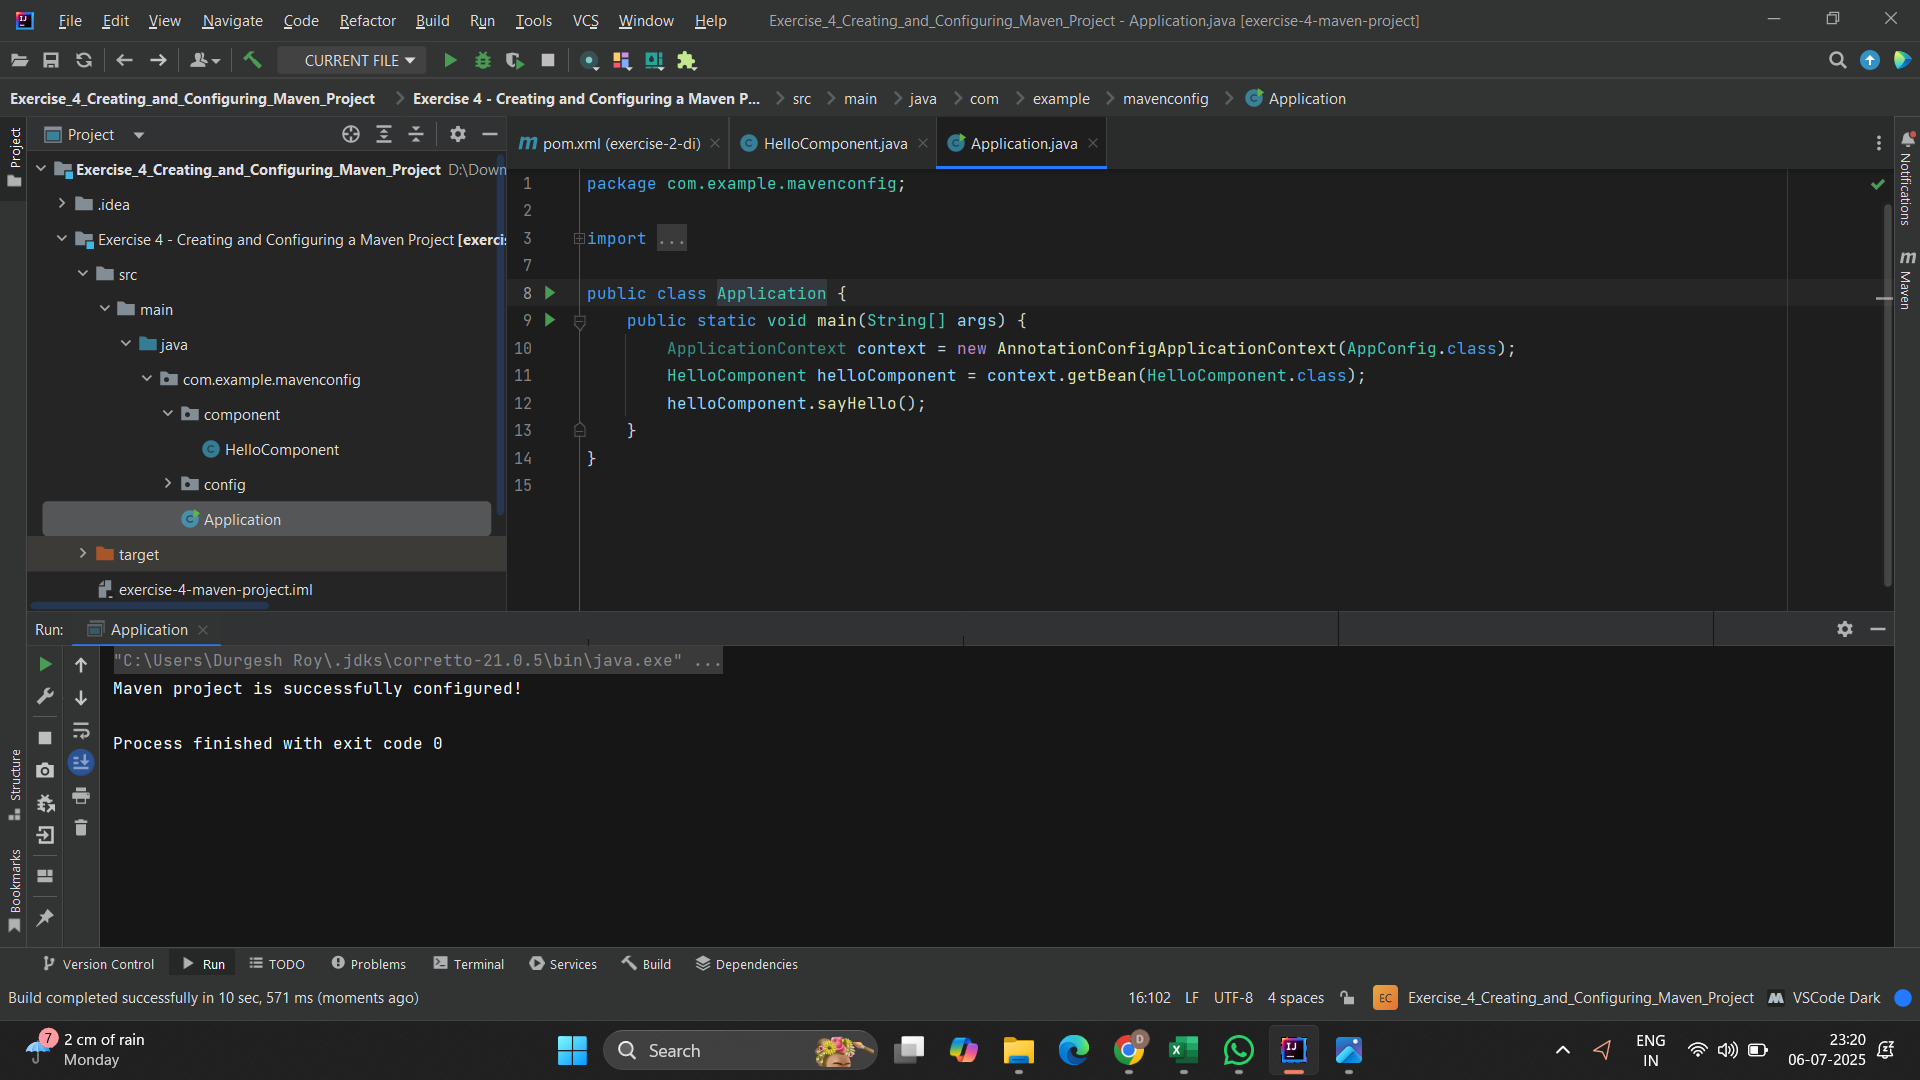 File Edit View Navigate Code Refactor Build Run Tools VCS Window Help Exercise_4_Creating_and_Configuring_Maven_Project - Application.java [exercise-4-maven-project]
CURRENT FILE
Exercise_4_Creating_and_Configuring_Maven_Project Exercise 4 - Creating and Configuring a Maven P... src main java com example mavenconfig Application
Project
Project
pom.xml (exercise-2-di) HelloComponent.java Application.java
Exercise_4_Creating_and_Configuring_Maven_Project D:\Down
.idea
Exercise 4 - Creating and Configuring a Maven Project [exerci
src
main
java
com.example.mavenconfig
component
HelloComponent
config
Application
target
exercise-4-maven-project.iml
1 package com.example.mavenconfig;
2
3 import ...
7
8 public class Application {
9 public static void main(String[] args) {
10 ApplicationContext context = new AnnotationConfigApplicationContext(AppConfig.class);
11 HelloComponent helloComponent = context.getBean(HelloComponent.class);
12 helloComponent.sayHello();
13 }
14 }
15
Notifications
m Maven
Run: Application
"C:\Users\Durgesh Roy\.jdks\corretto-21.0.5\bin\java.exe" ...
Maven project is successfully configured!
Process finished with exit code 0
Structure
Bookmarks
Version Control Run TODO Problems Terminal Services Build Dependencies
Build completed successfully in 10 sec, 571 ms (moments ago) 16:102 LF UTF-8 4 spaces EC Exercise_4_Creating_and_Configuring_Maven_Project VSCode Dark
7 2 cm of rain
Monday
Search
D
ENG
IN
23:20
06-07-2025